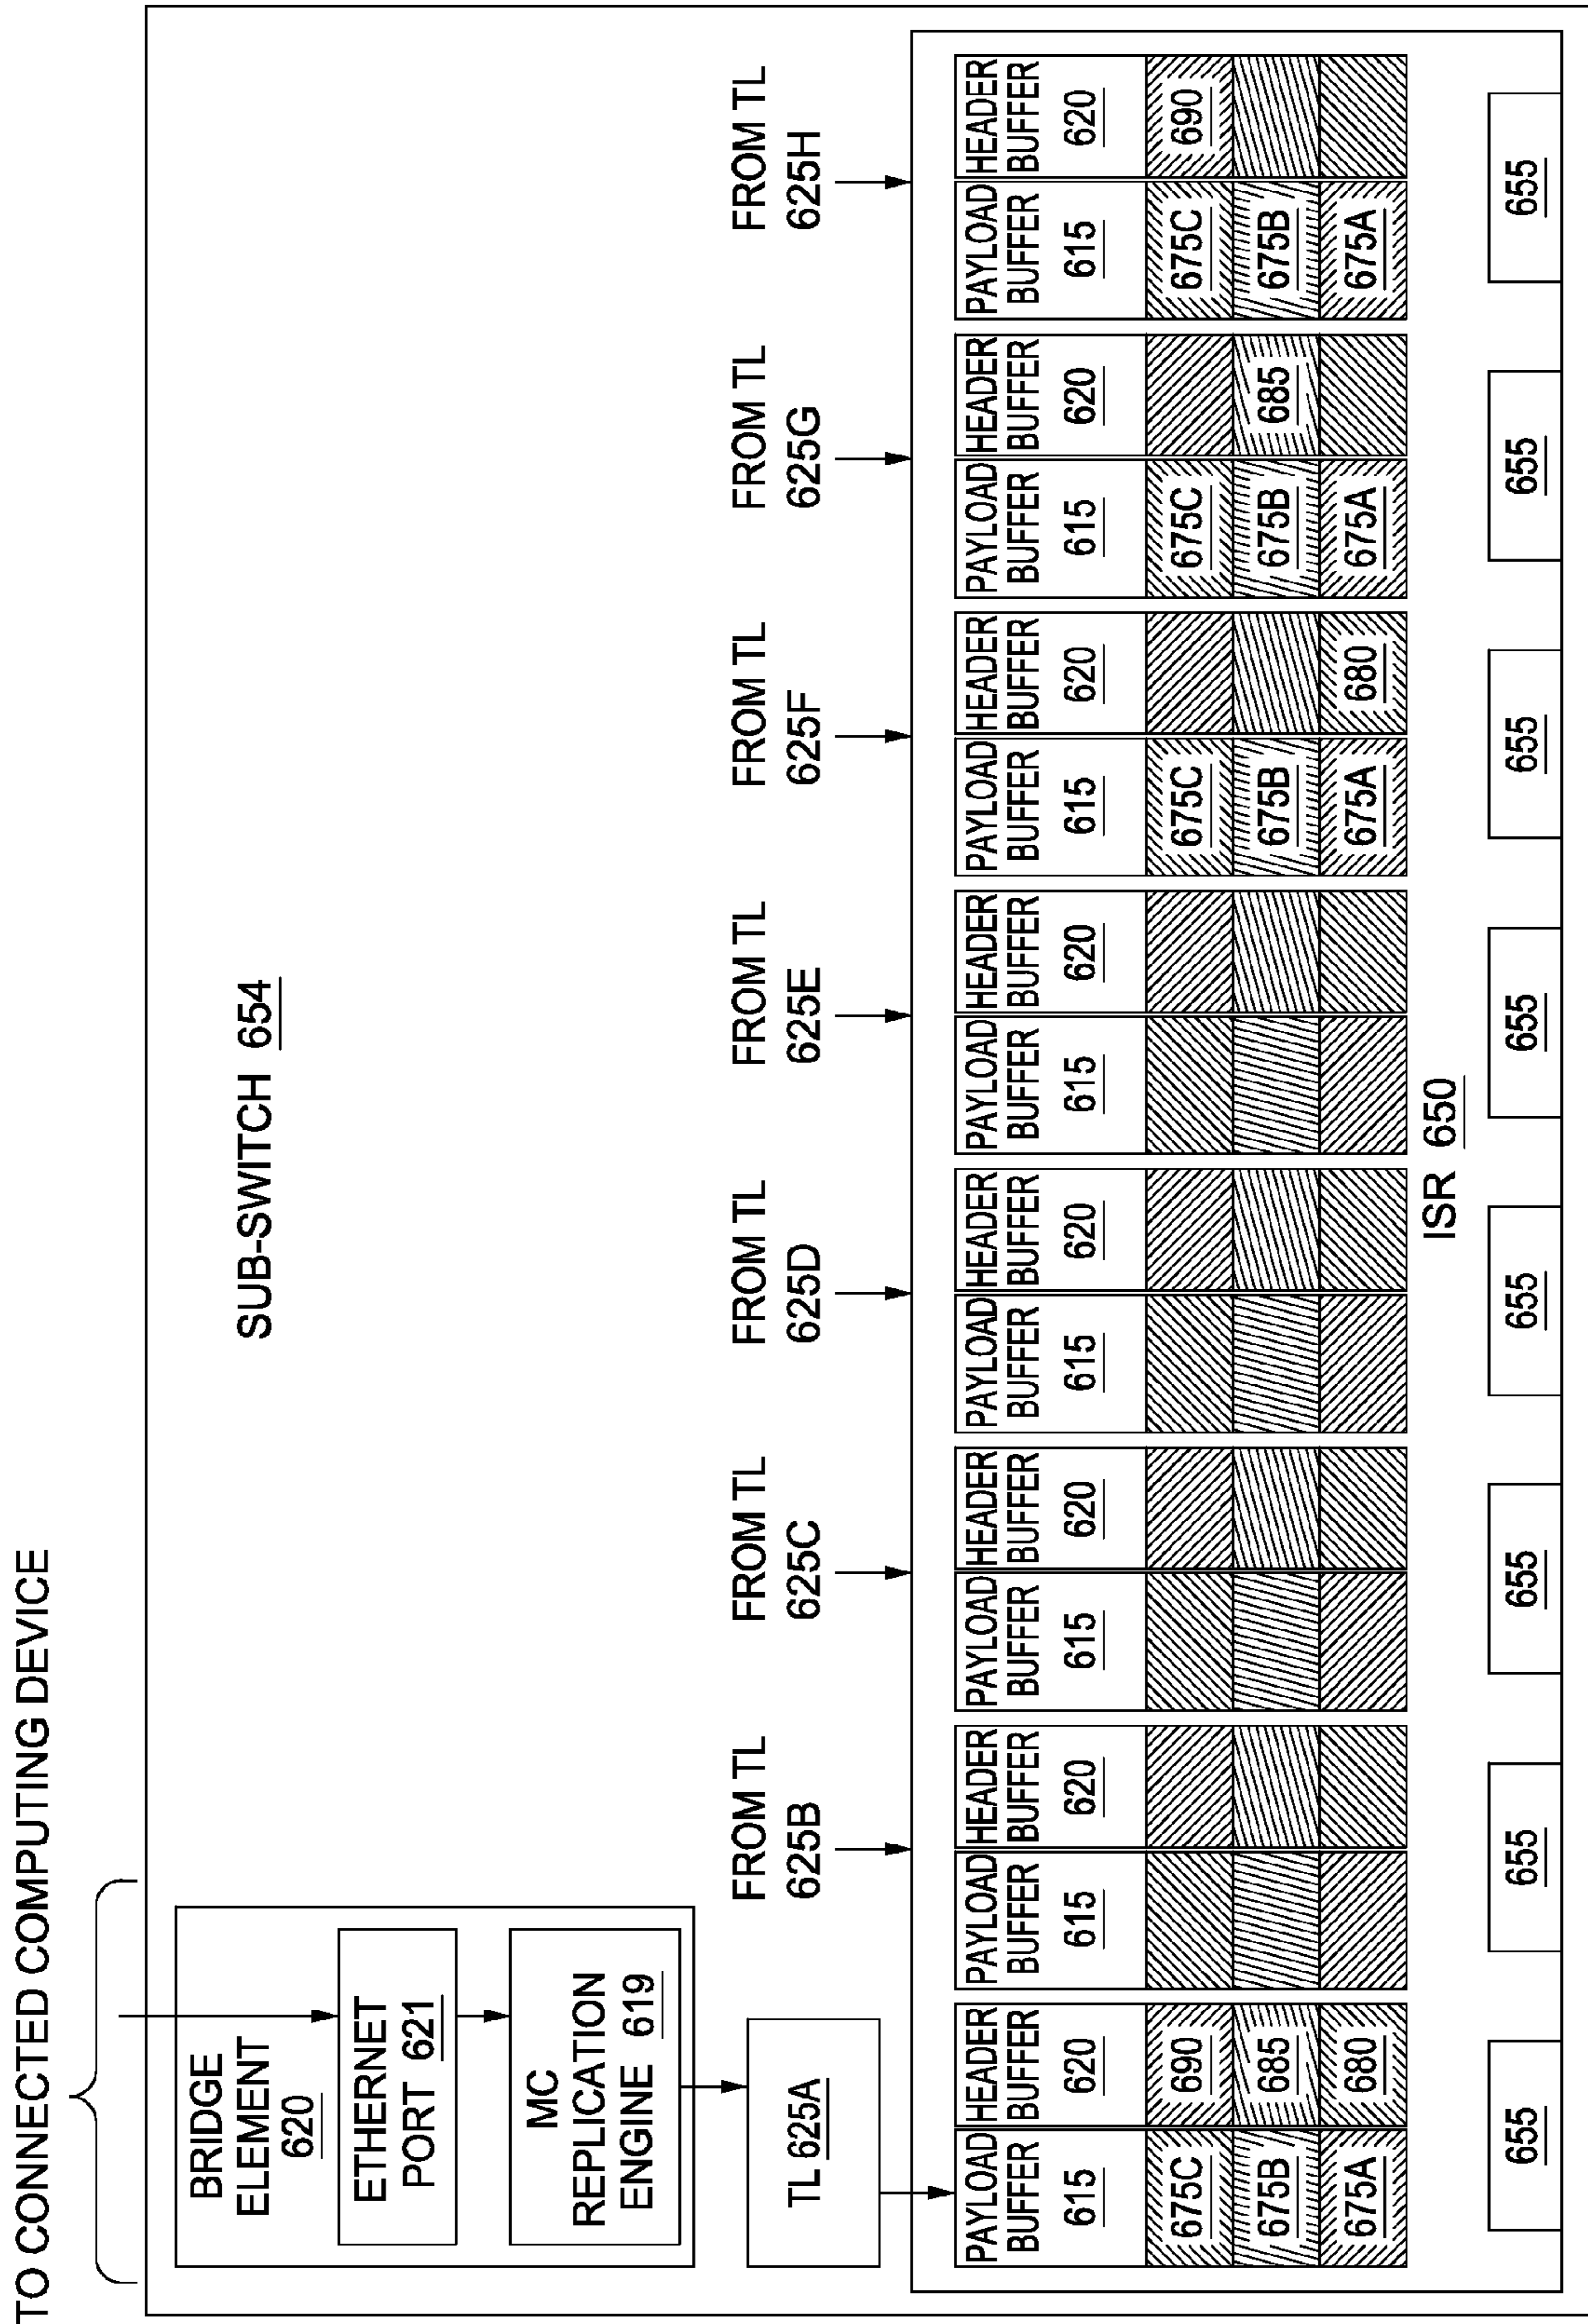 TO CONNECTED COMPUTING DEVICE
SUB-SWITCH 654
BRIDGE
ELEMENT
620
ETHERNET
PORT 621
MC
REPLICATION
ENGINE 619
TL 625A
FROM TL
625B
FROM TL
625C
FROM TL
625D
FROM TL
625E
FROM TL
625F
FROM TL
625G
FROM TL
625H
PAYLOAD
BUFFER
615
675C
675B
675A
HEADER
BUFFER
620
690
685
680
PAYLOAD
BUFFER
615
HEADER
BUFFER
620
PAYLOAD
BUFFER
615
HEADER
BUFFER
620
PAYLOAD
BUFFER
615
HEADER
BUFFER
620
PAYLOAD
BUFFER
615
HEADER
BUFFER
620
PAYLOAD
BUFFER
615
675C
675B
675A
HEADER
BUFFER
620
680
PAYLOAD
BUFFER
615
675C
675B
675A
HEADER
BUFFER
620
685
PAYLOAD
BUFFER
615
675C
675B
675A
HEADER
BUFFER
620
690
ISR 650
655
655
655
655
655
655
655
655